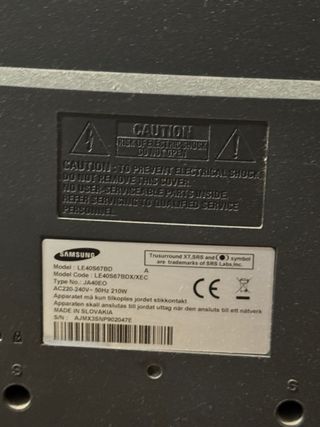 CAUTION
RISK OF ELECTRIC SHOCK
DO NOT OPEN
CAUTION : TO PREVENT ELECTRICAL SHOCK
DO NOT REMOVE THIS COVER.
NO USER-SERVICEABLE PARTS INSIDE.
REFER SERVICING TO QUALIFIED SERVICE
PERSONNEL.
SAMSUNG
Trusurround XT,SRS and (●) symbol
are trademarks of SRS Labs,Inc.
Model : LE40S67BD A
Model Code : LE40S67BDX/XEC
Type No.: JA40EO
AC220-240V~ 50Hz 210W
CE
Apparatet må kun tilkoples jordet stikkontakt
Apparaten skall anslutas till jordat uttag när den ansluts till ett nätverk
MADE IN SLOVAKIA
S/N : AJMX3SNP902047E
S
S